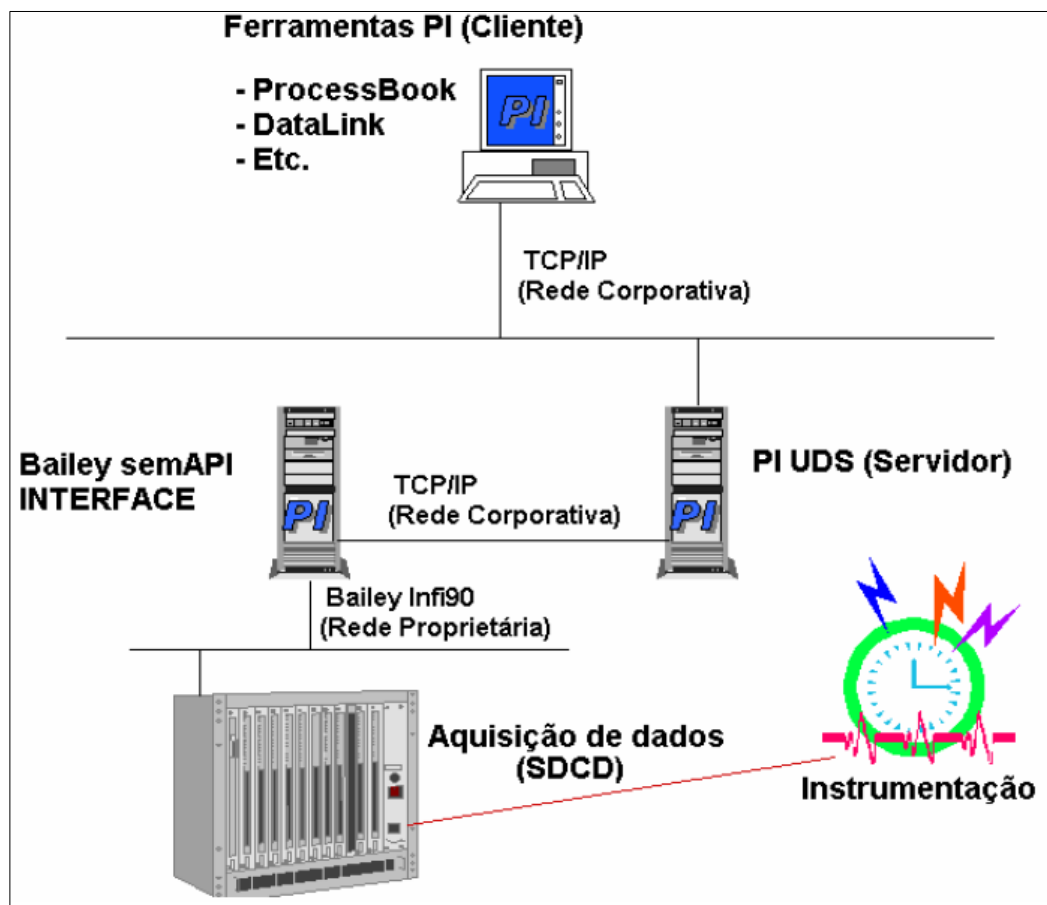 Ferramentas PI (Cliente)
- ProcessBook
- DataLink
- Etc.
PI
TCP/IP
(Rede Corporativa)
Bailey semAPI
INTERFACE
PI
TCP/IP
(Rede Corporativa)
PI
PI UDS (Servidor)
Bailey Infi90
(Rede Proprietária)
Aquisição de dados
(SDCD)
Instrumentação